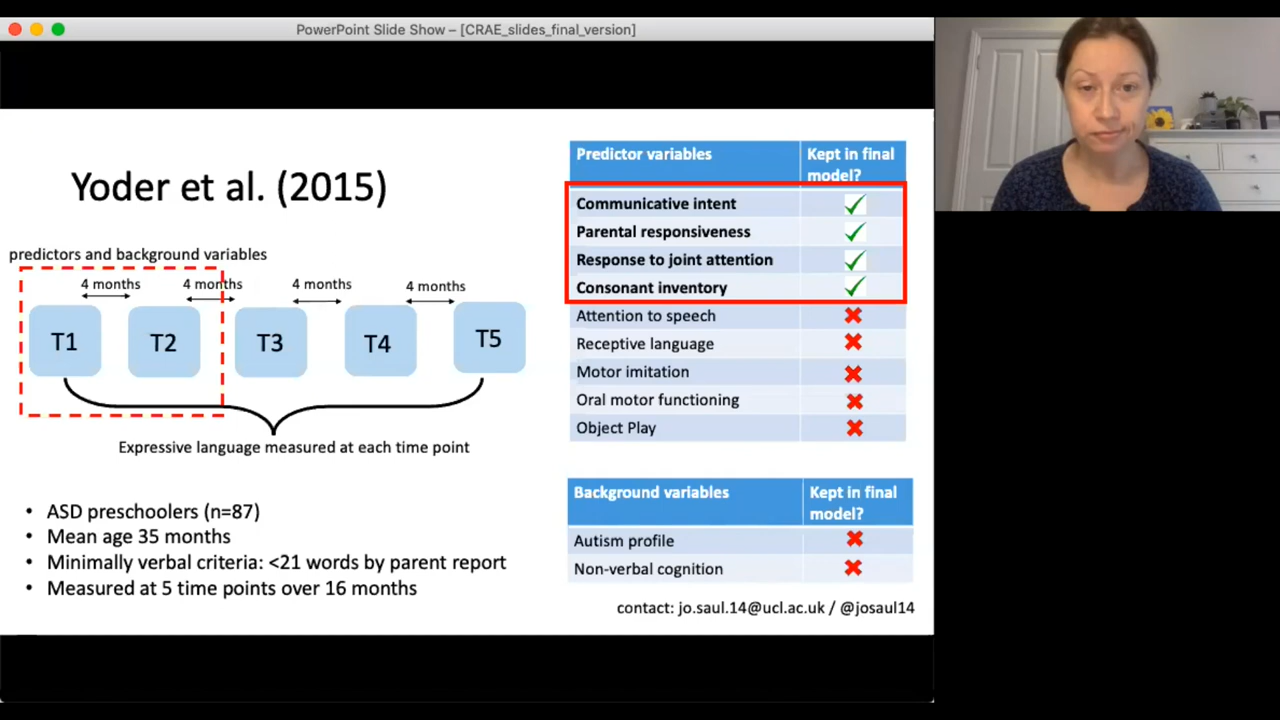 PowerPoint Slide Show – [CRAE_slides_final_version]
Yoder et al. (2015)
predictors and background variables
4 months
4 months
4 months
4 months
T1
T2
T3
T4
T5
Expressive language measured at each time point
• ASD preschoolers (n=87)
• Mean age 35 months
• Minimally verbal criteria: <21 words by parent report
• Measured at 5 time points over 16 months
Predictor variables
Kept in final
model?
Communicative intent
Parental responsiveness
Response to joint attention
Consonant inventory
Attention to speech
Receptive language
Motor imitation
Oral motor functioning
Object Play
Background variables
Kept in final
model?
Autism profile
Non-verbal cognition
contact: jo.saul.14@ucl.ac.uk / @josaul14